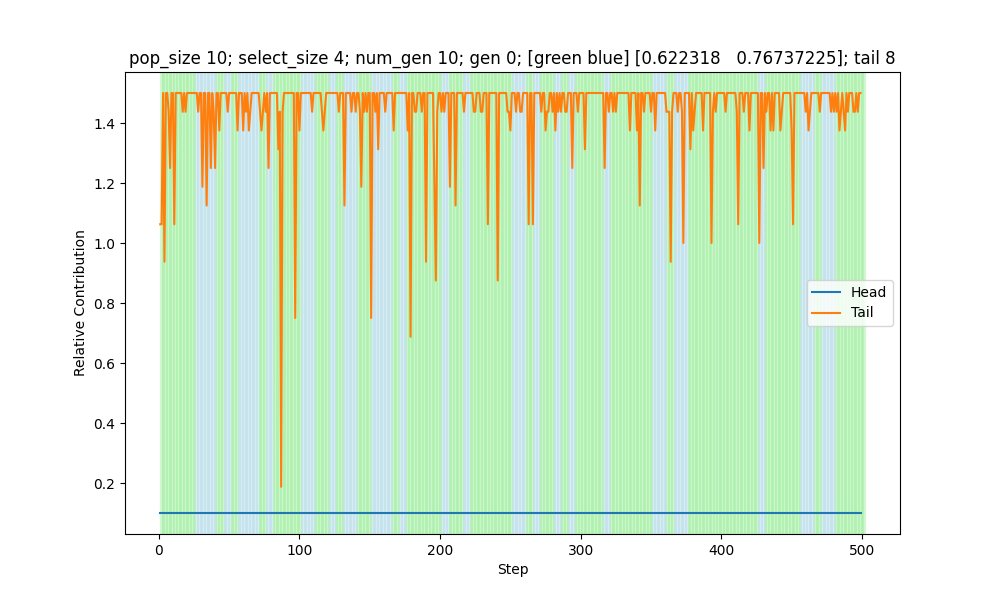 pop_size 10; select_size 4; num_gen 10; gen 0; [green blue] [0.622318   0.76737225]; tail 8
Relative Contribution
1.4
1.2
1.0
0.8
0.6
0.4
0.2
Head
Tail
0 100 200 300 400 500
Step